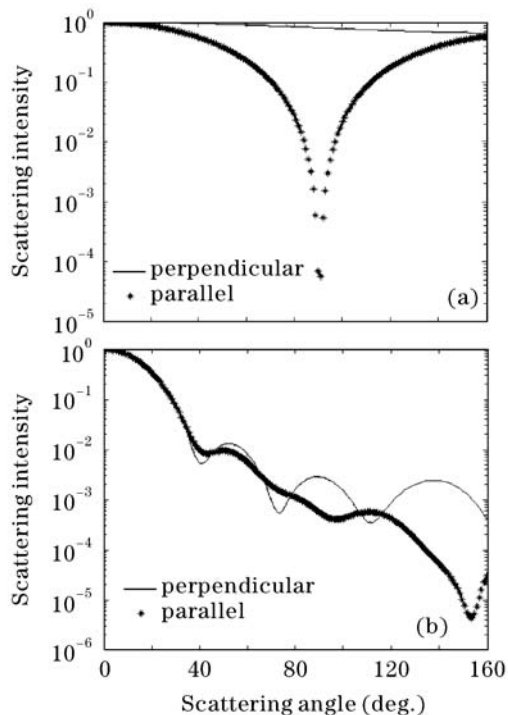 10^0
10^-1
10^-2
10^-3
10^-4
10^-5
Scattering intensity
perpendicular
parallel
(a)
10^0
10^-1
10^-2
10^-3
10^-4
10^-5
10^-6
Scattering intensity
perpendicular
parallel
(b)
0 40 80 120 160
Scattering angle (deg.)